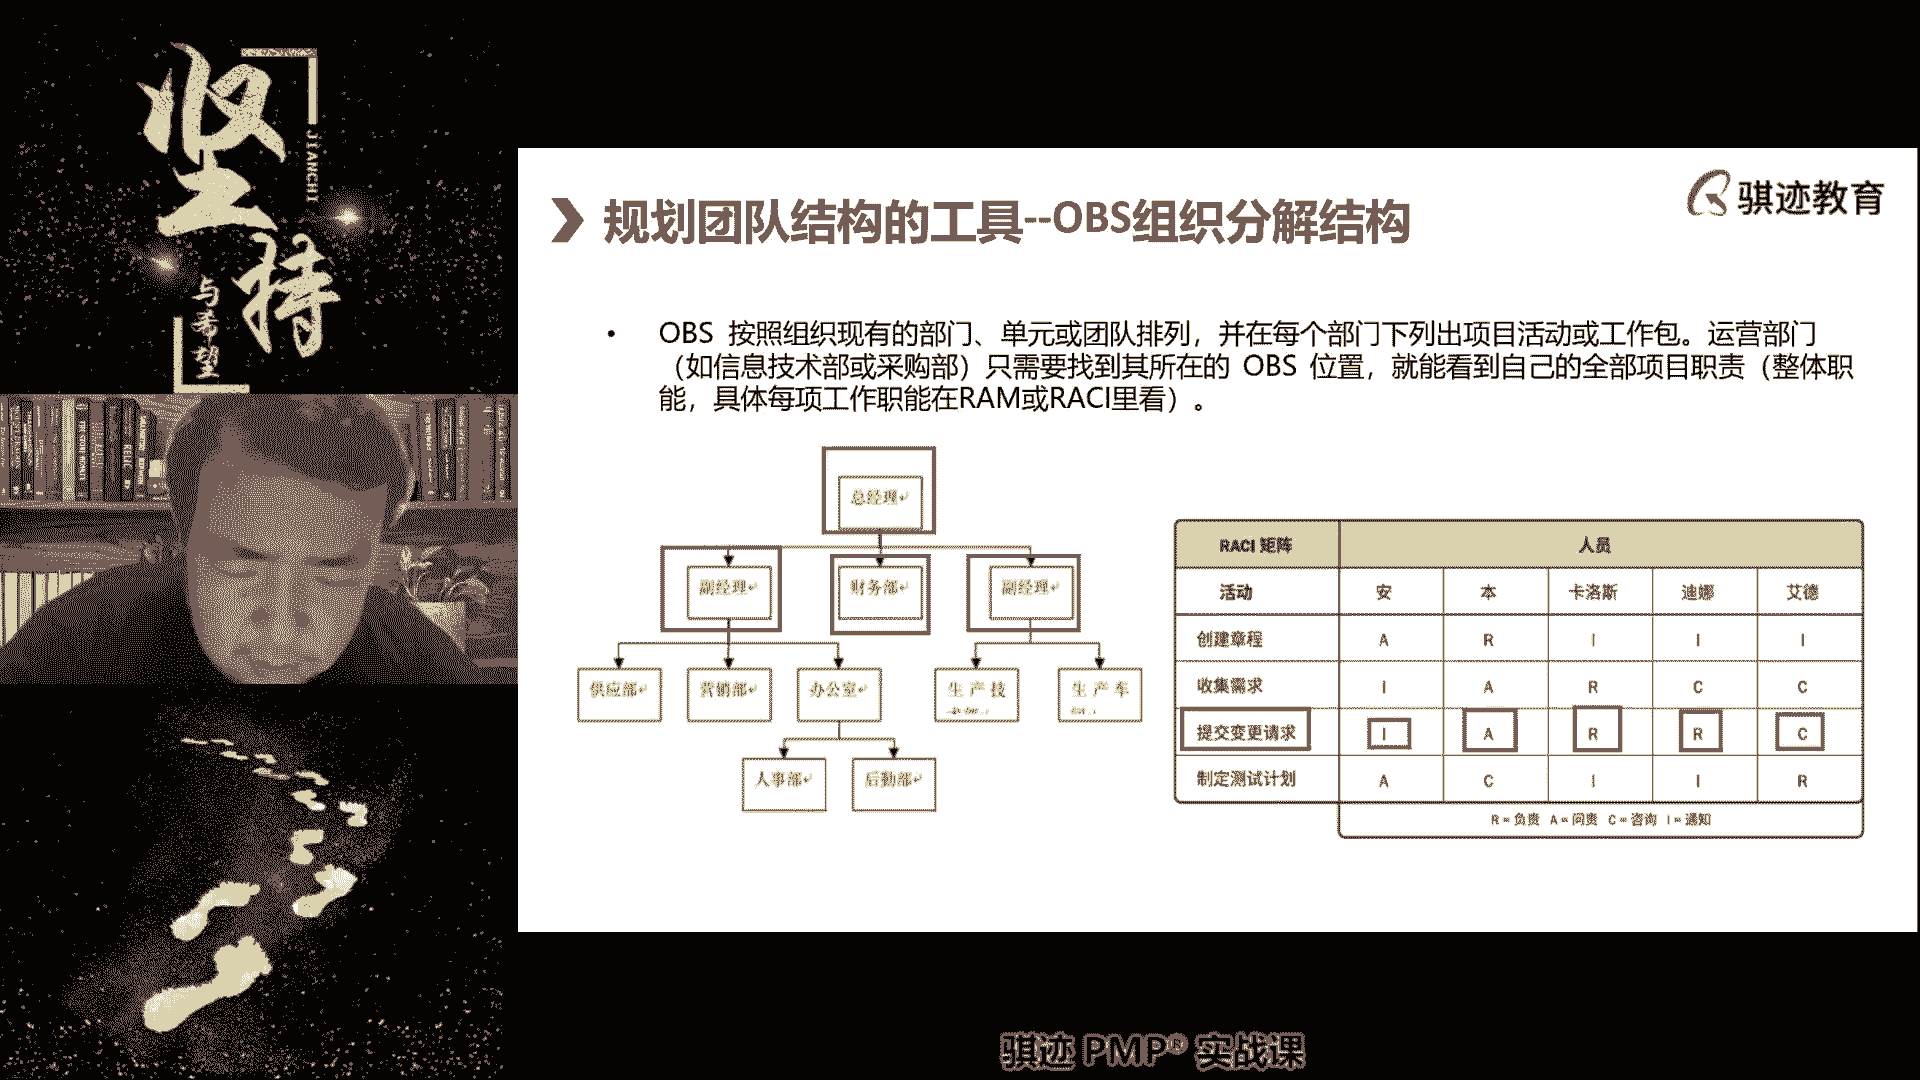 坚持
JIANCHI
与希望
骐迹教育
规划团队结构的工具--OBS组织分解结构
• OBS 按照组织现有的部门、单元或团队排列，并在每个部门下列出项目活动或工作包。运营部门
（如信息技术部或采购部）只需要找到其所在的 OBS 位置，就能看到自己的全部项目职责（整体职
能，具体每项工作职能在RAM或RACI里看）。
总经理
副经理 财务部 副经理
供应部 营销部 办公室 生产技 生产车
人事部 后勤部
RACI 矩阵 人员
活动 安 本 卡洛斯 迪娜 艾德
创建章程 A R I I I
收集需求 I A R C C
提交变更请求 I A R R C
制定测试计划 A C I I R
R = 负责 A = 问责 C = 咨询 I = 通知
骐迹 PMP® 实战课